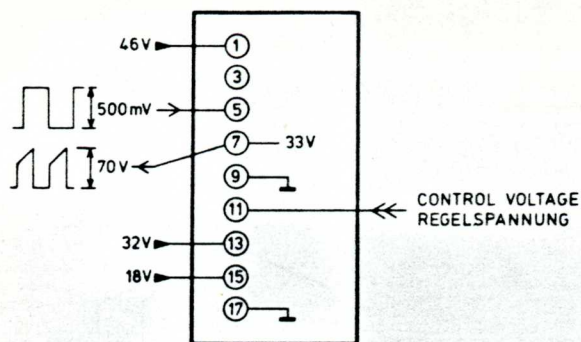 46V
1
3
500mV
5
7
33V
70V
9
11
CONTROL VOLTAGE
REGELSPANNUNG
32V
13
18V
15
17